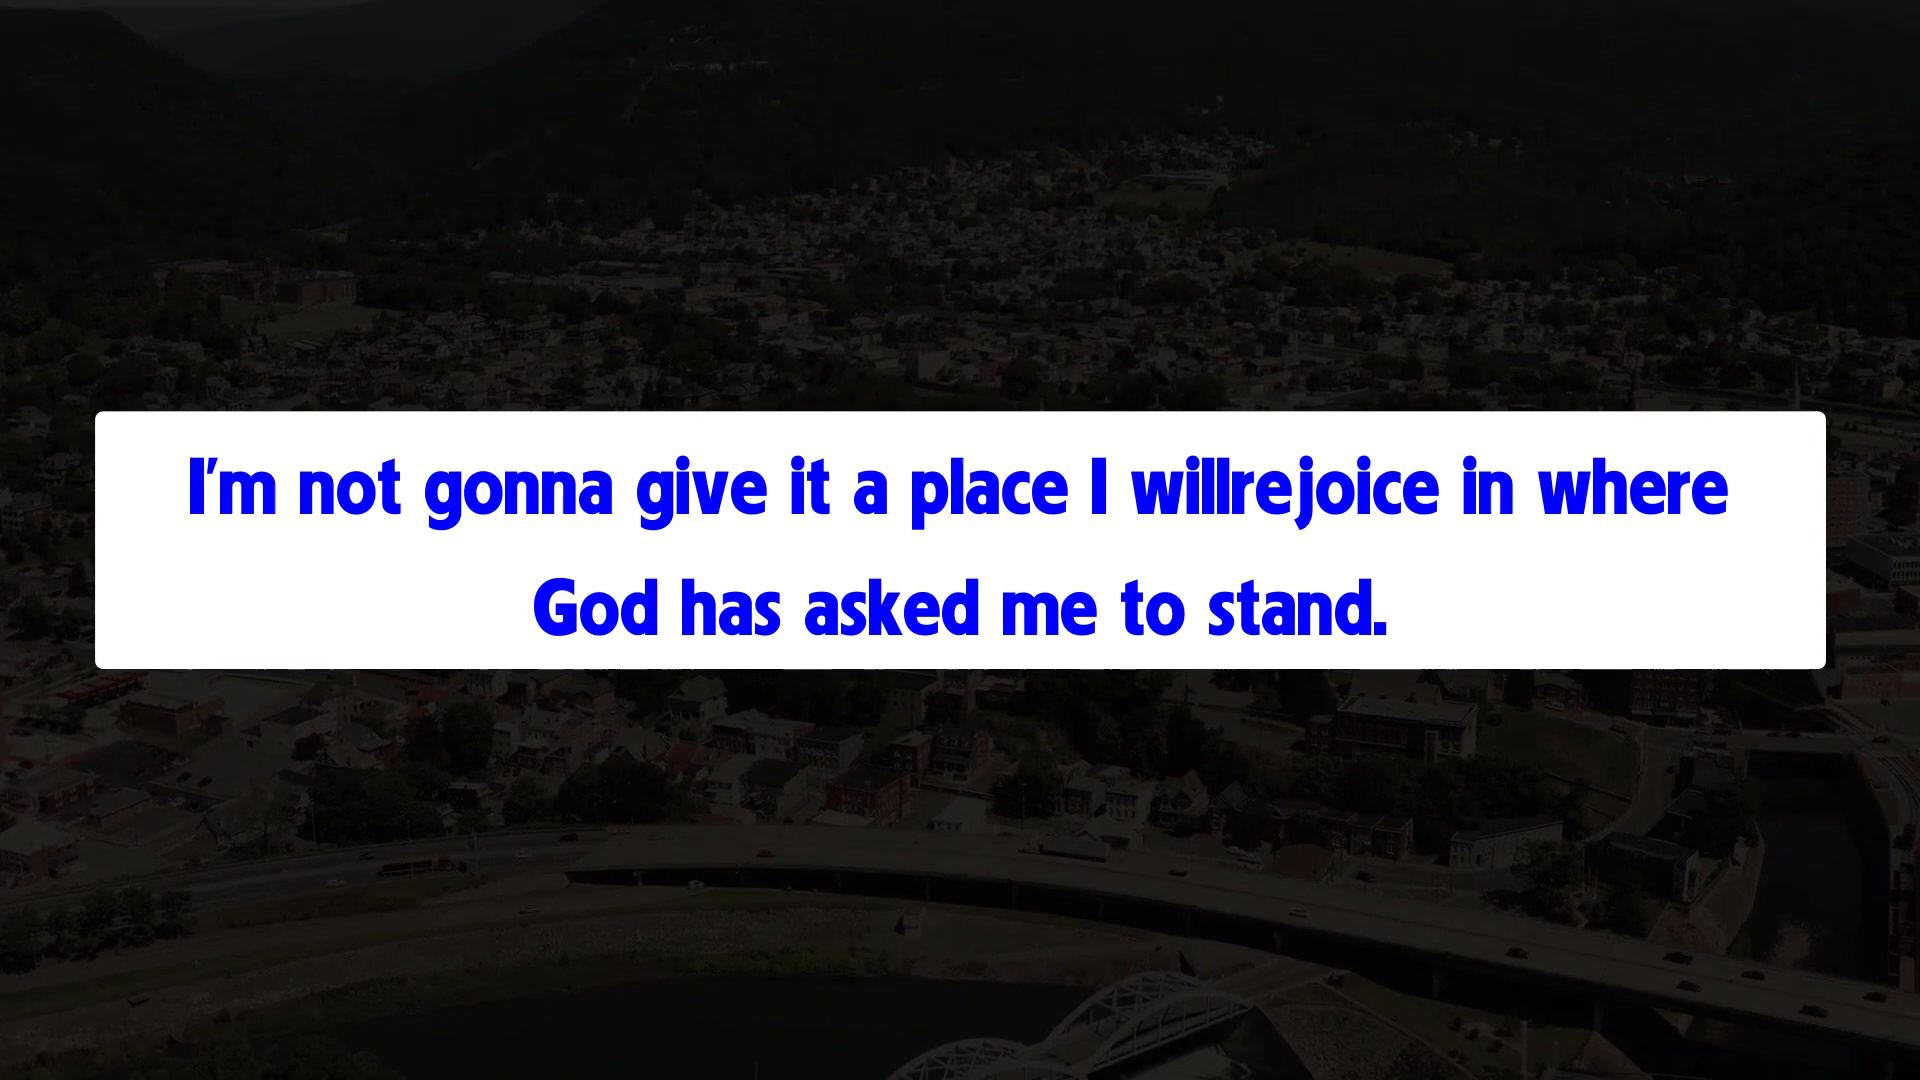 I'm not gonna give it a place I willrejoice in where
God has asked me to stand.